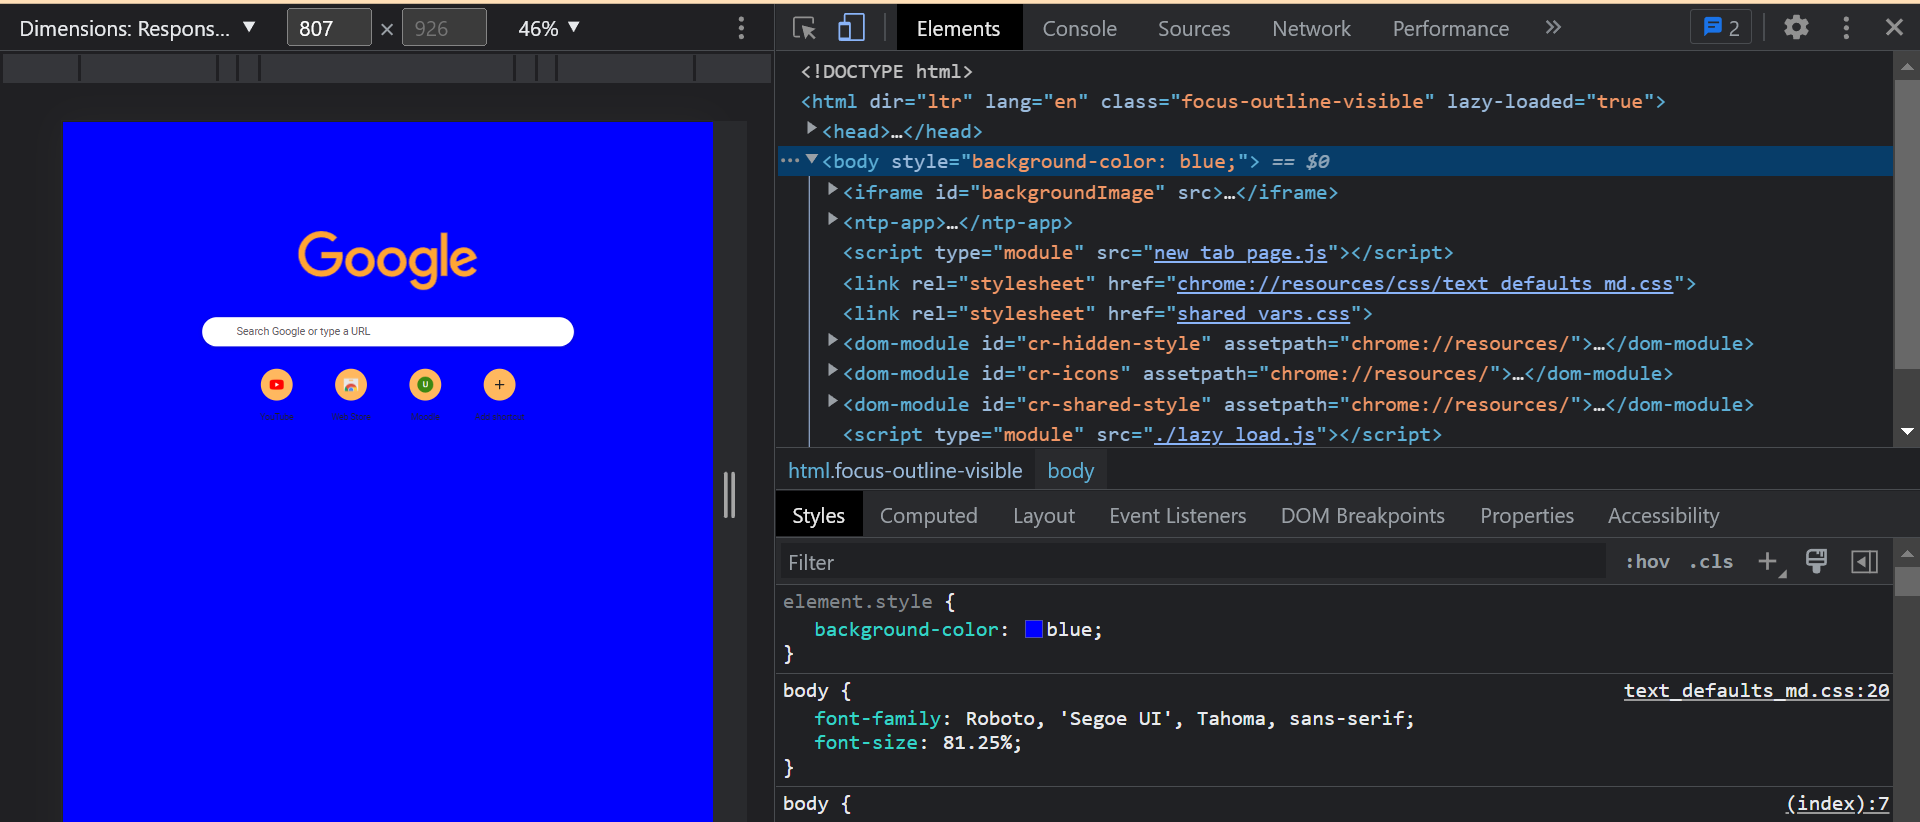 Dimensions: Respons... ▼ 807 × 926 46% ▼
Google
Search Google or type a URL
U
Elements Console Sources Network Performance » 2
<!DOCTYPE html>
<html dir="ltr" lang="en" class="focus-outline-visible" lazy-loaded="true">
<head>…</head>
<body style="background-color: blue;"> == $0
<iframe id="backgroundImage" src>…</iframe>
<ntp-app>…</ntp-app>
<script type="module" src="new_tab_page.js"></script>
<link rel="stylesheet" href="chrome://resources/css/text_defaults_md.css">
<link rel="stylesheet" href="shared_vars.css">
<dom-module id="cr-hidden-style" assetpath="chrome://resources/">…</dom-module>
<dom-module id="cr-icons" assetpath="chrome://resources/">…</dom-module>
<dom-module id="cr-shared-style" assetpath="chrome://resources/">…</dom-module>
<script type="module" src="./lazy_load.js"></script>
html.focus-outline-visible body
Styles Computed Layout Event Listeners DOM Breakpoints Properties Accessibility
Filter :hov .cls +
element.style {
background-color: blue;
}
body { text_defaults_md.css:20
font-family: Roboto, 'Segoe UI', Tahoma, sans-serif;
font-size: 81.25%;
}
body { (index):7